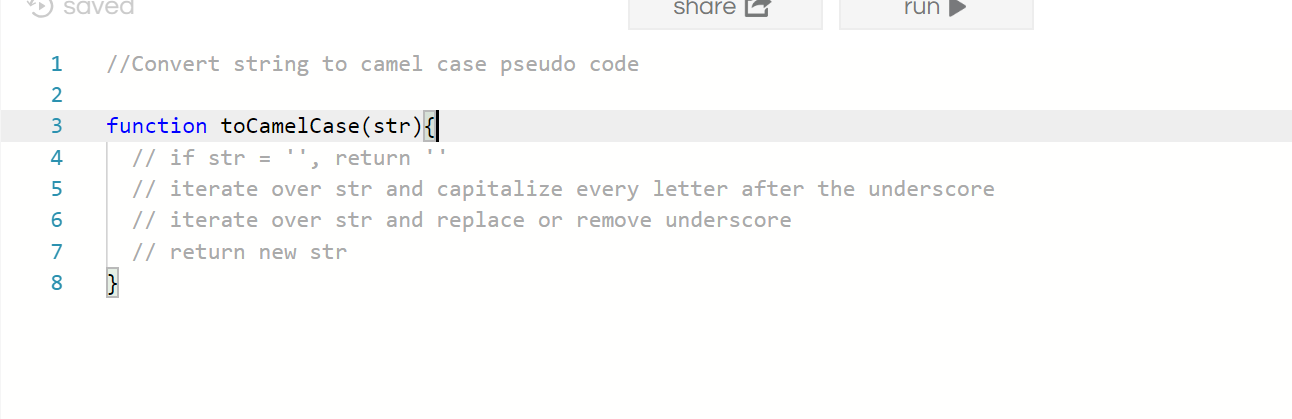 saved
share
run
1 //Convert string to camel case pseudo code
2
3 function toCamelCase(str){
4 // if str = '', return ''
5 // iterate over str and capitalize every letter after the underscore
6 // iterate over str and replace or remove underscore
7 // return new str
8 }